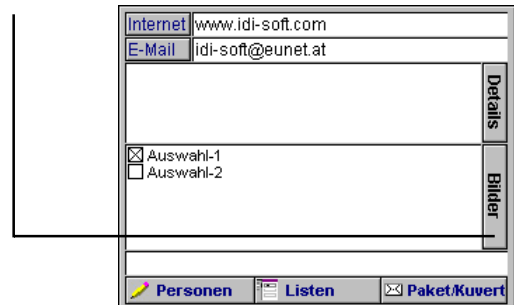 Internet www.idi-soft.com
E-Mail idi-soft@eunet.at
Details
Auswahl-1
Auswahl-2
Bilder
Personen Listen Paket/Kuvert